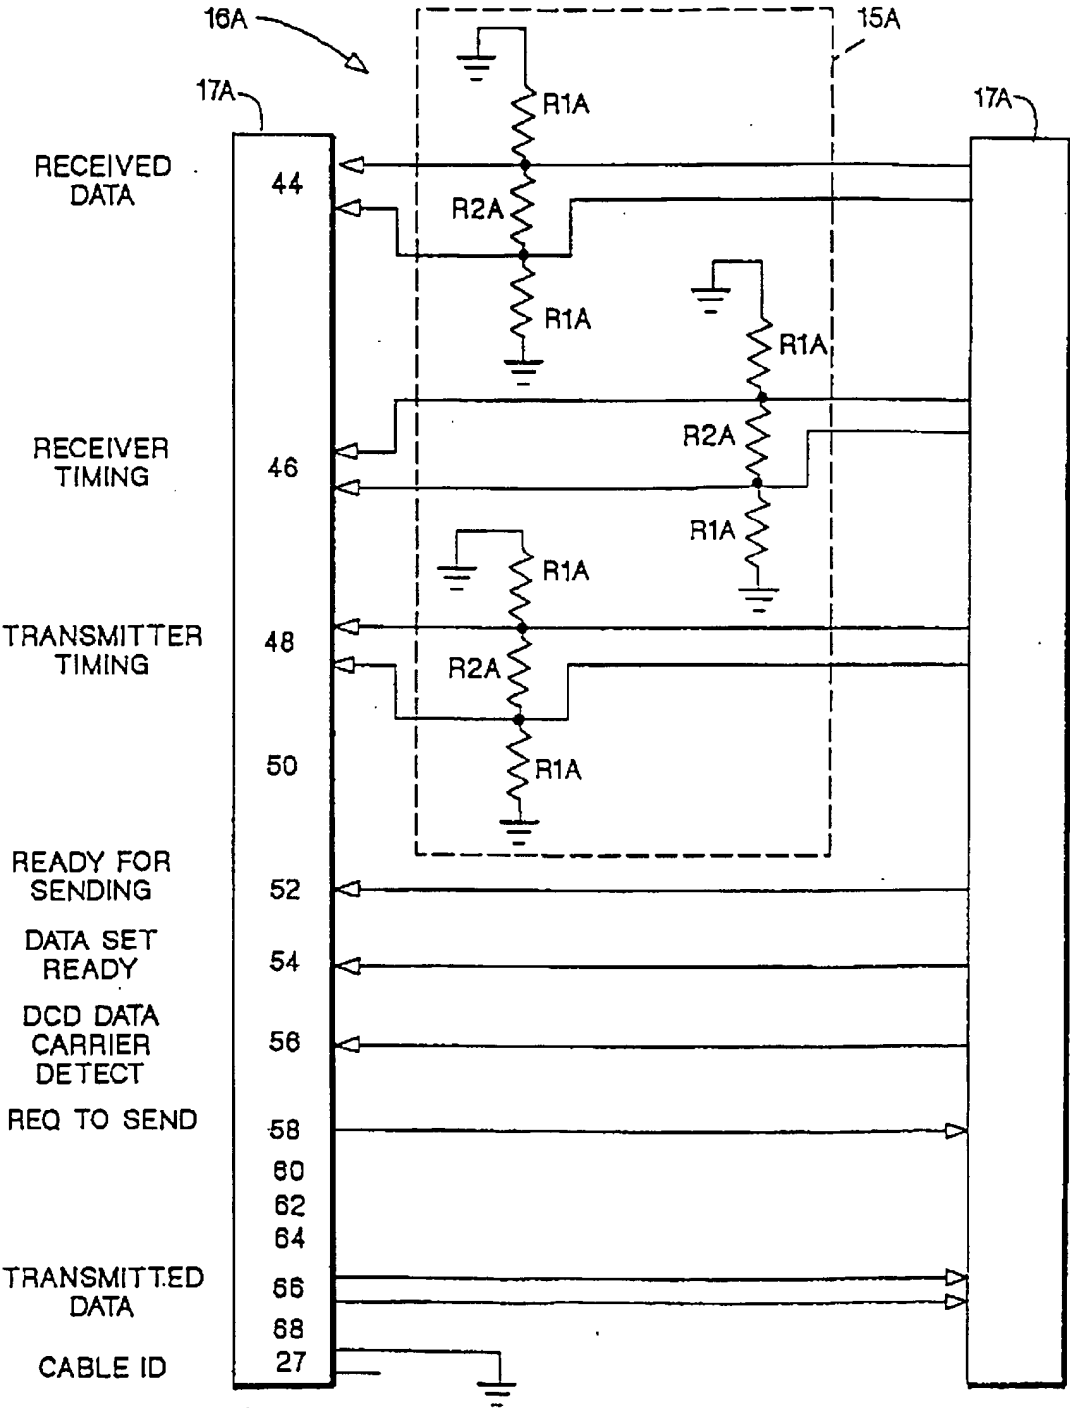 16A
15A
17A
17A
R1A
RECEIVED
DATA
44
R2A
R1A
R1A
RECEIVER
TIMING
46
R2A
R1A
R1A
TRANSMITTER
TIMING
48
R2A
50
R1A
READY FOR
SENDING
52
DATA SET
READY
54
DCD DATA
CARRIER
DETECT
56
REQ TO SEND
58
60
62
64
TRANSMITTED
DATA
66
68
CABLE ID
27